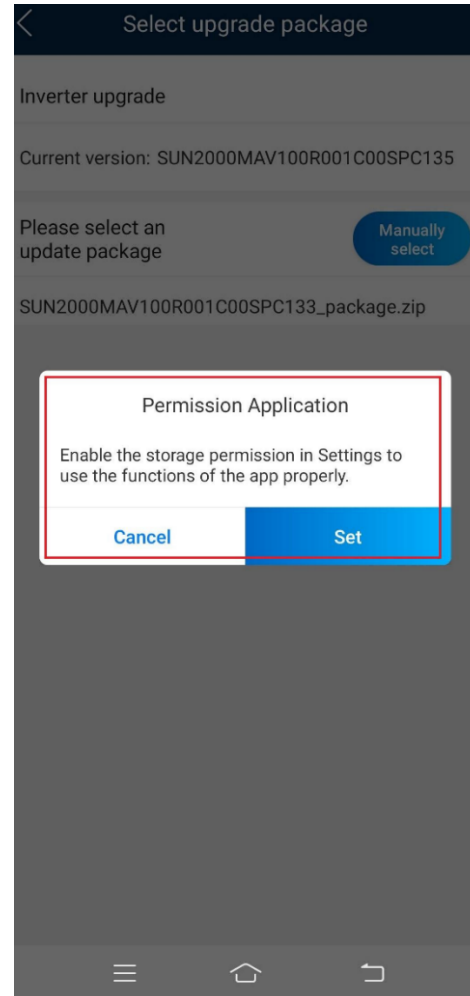 Select upgrade package
Inverter upgrade
Current version: SUN2000MAV100R001C00SPC135
Please select an
update package
Manually
select
SUN2000MAV100R001C00SPC133_package.zip
Permission Application
Enable the storage permission in Settings to
use the functions of the app properly.
Cancel
Set